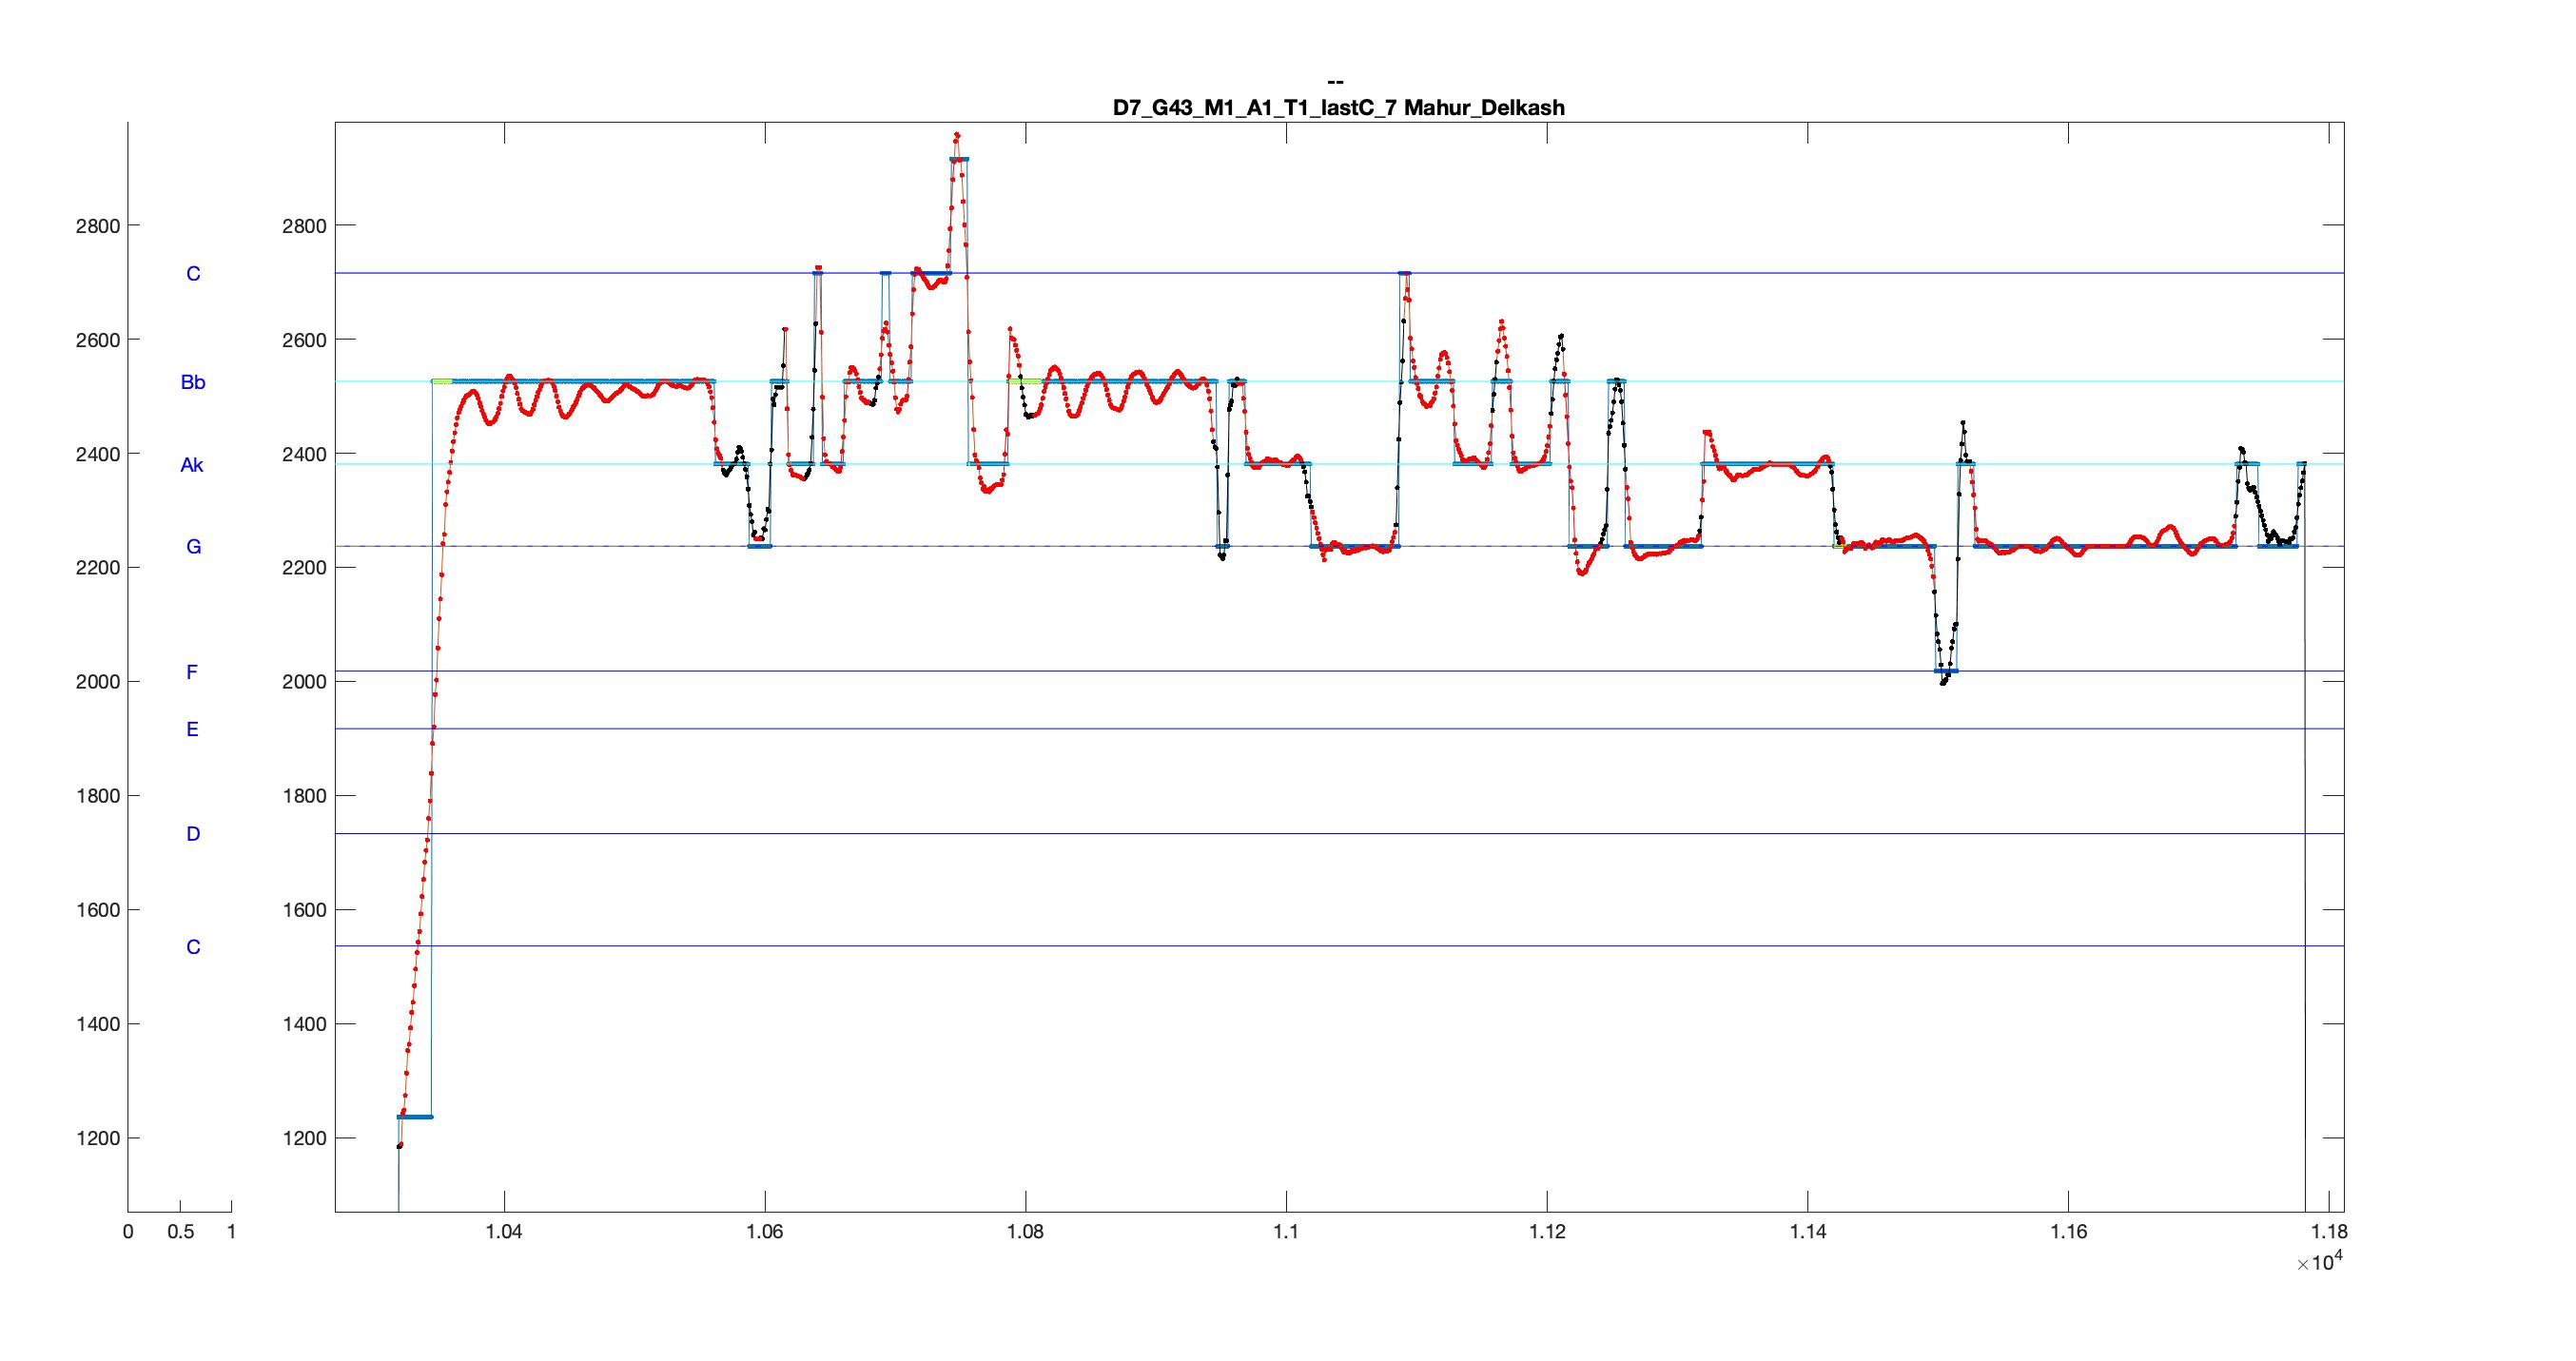 --
D7_G43_M1_A1_T1_lastC_7 Mahur_Delkash
2800 2800
C
2600 2600
Bb
Ak
2400 2400
G
2200 2200
F
2000 2000
E
D
1800 1800
1600 1600
C
1400 1400
1200 1200
0 0.5 1 1.04 1.06 1.08 1.1 1.12 1.14 1.16 1.18
×10⁴